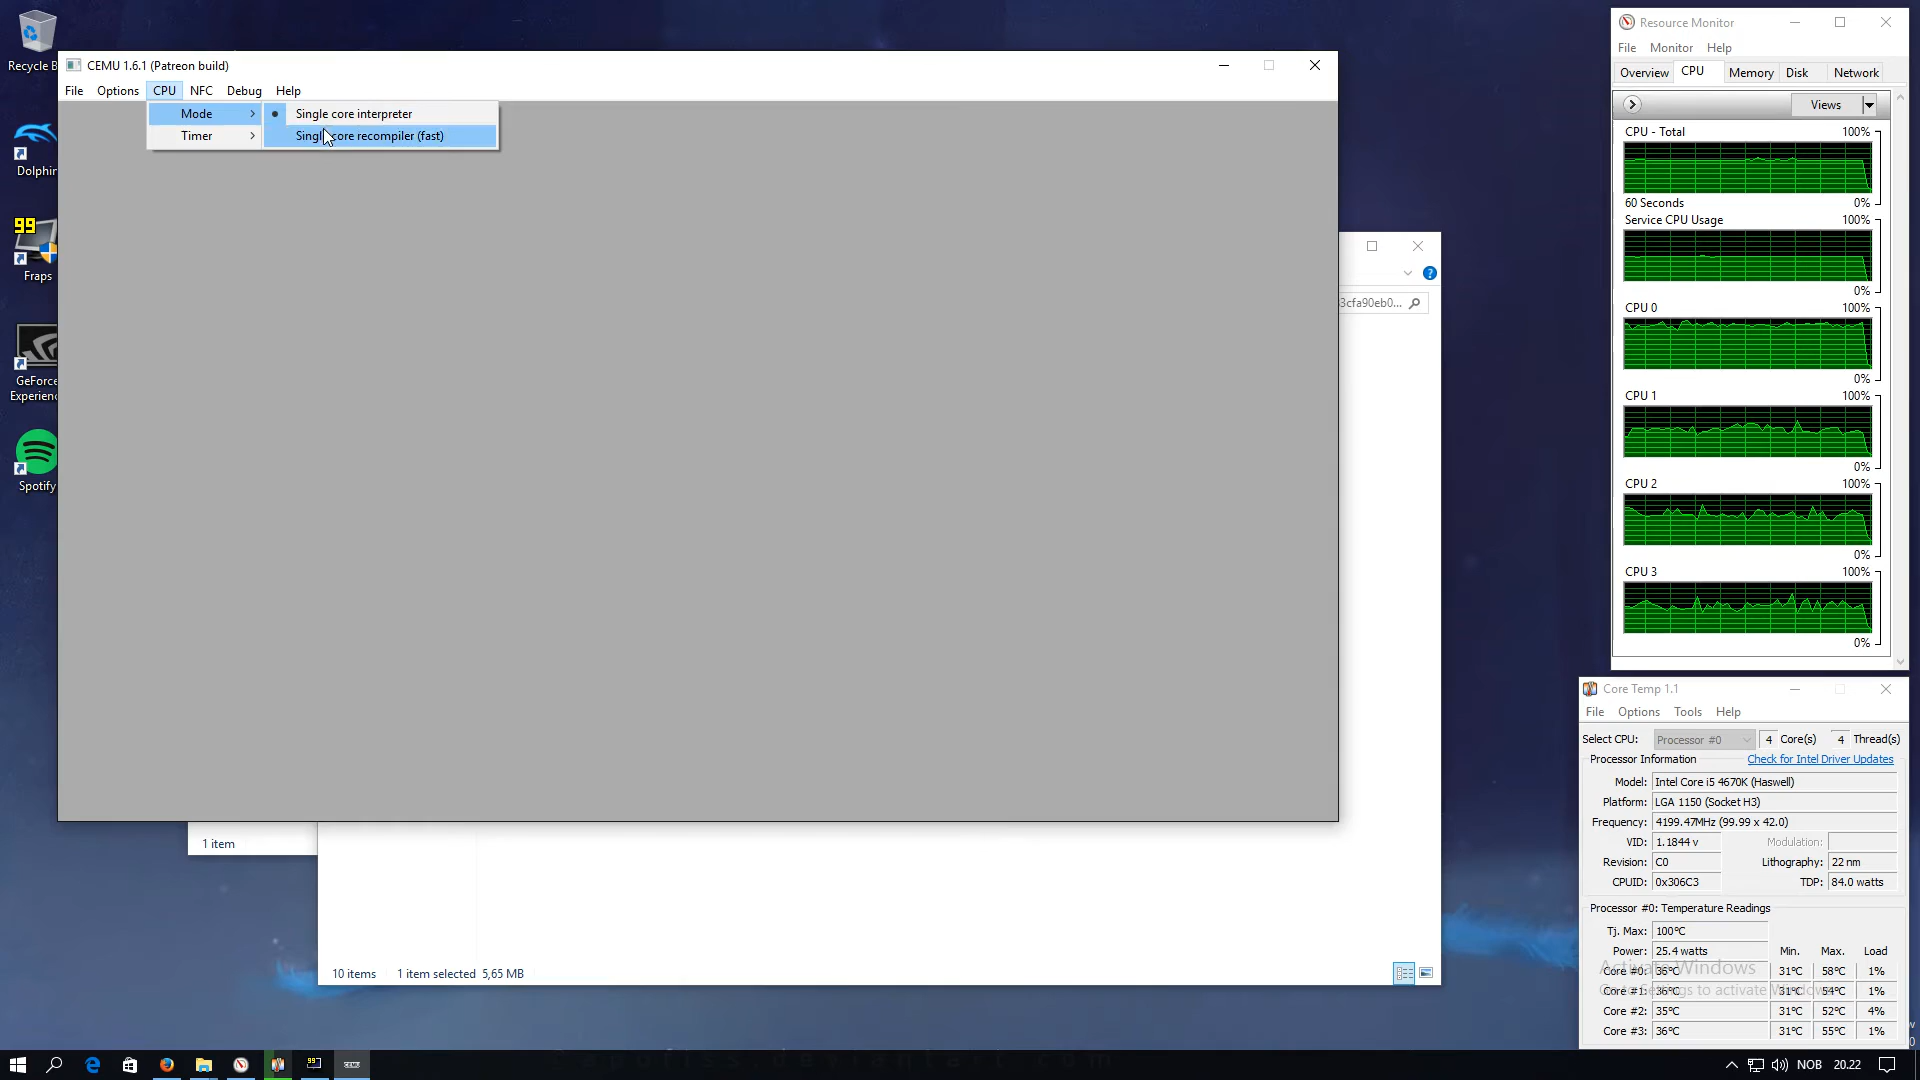 Recycle B
Dolphin
99
Fraps
GeForce
Experienc
Spotify
CEMU 1.6.1 (Patreon build)
File Options CPU NFC Debug Help
Mode
Timer
Single core interpreter
Single core recompiler (fast)
3cfa90eb0...
1 item
10 items 1 item selected 5,65 MB
Resource Monitor
File Monitor Help
Overview CPU Memory Disk Network
Views
CPU - Total 100%
60 Seconds 0%
Service CPU Usage 100%
0%
CPU 0 100%
0%
CPU 1 100%
0%
CPU 2 100%
0%
CPU 3 100%
0%
Core Temp 1.1
File Options Tools Help
Select CPU: Processor #0 4 Core(s) 4 Thread(s)
Processor Information Check for Intel Driver Updates
Model: Intel Core i5 4670K (Haswell)
Platform: LGA 1150 (Socket H3)
Frequency: 4199.47MHz (99.99 x 42.0)
VID: 1.1844 v Modulation:
Revision: C0 Lithography: 22 nm
CPUID: 0x306C3 TDP: 84.0 watts
Processor #0: Temperature Readings
Tj. Max: 100°C
Power: 25.4 watts Min. Max. Load
Core #0: 36°C 31°C 58°C 1%
Core #1: 36°C 31°C 54°C 1%
Core #2: 35°C 31°C 52°C 4%
Core #3: 36°C 31°C 55°C 1%
Activate Windows
Go to Settings to activate Windows
99
NOB 20.22